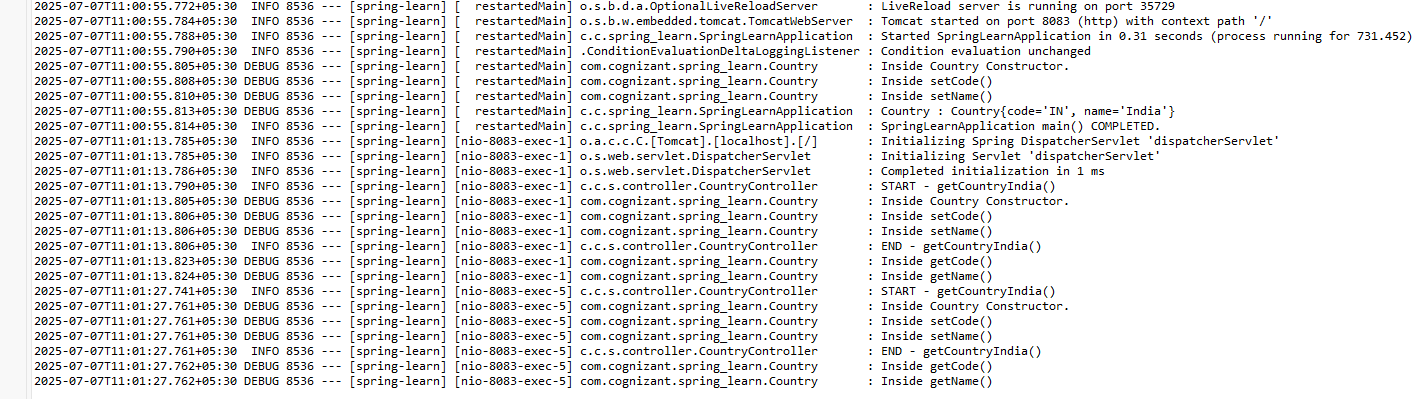 2025-07-07T11:00:55.772+05:30  INFO 8536 --- [spring-learn] [  restartedMain] o.s.b.d.a.OptionalLiveReloadServer       : LiveReload server is running on port 35729
2025-07-07T11:00:55.784+05:30  INFO 8536 --- [spring-learn] [  restartedMain] o.s.b.w.embedded.tomcat.TomcatWebServer  : Tomcat started on port 8083 (http) with context path '/'
2025-07-07T11:00:55.788+05:30  INFO 8536 --- [spring-learn] [  restartedMain] c.c.spring_learn.SpringLearnApplication  : Started SpringLearnApplication in 0.31 seconds (process running for 731.452)
2025-07-07T11:00:55.790+05:30  INFO 8536 --- [spring-learn] [  restartedMain] .ConditionEvaluationDeltaLoggingListener : Condition evaluation unchanged
2025-07-07T11:00:55.805+05:30 DEBUG 8536 --- [spring-learn] [  restartedMain] com.cognizant.spring_learn.Country       : Inside Country Constructor.
2025-07-07T11:00:55.808+05:30 DEBUG 8536 --- [spring-learn] [  restartedMain] com.cognizant.spring_learn.Country       : Inside setCode()
2025-07-07T11:00:55.810+05:30 DEBUG 8536 --- [spring-learn] [  restartedMain] com.cognizant.spring_learn.Country       : Inside setName()
2025-07-07T11:00:55.813+05:30 DEBUG 8536 --- [spring-learn] [  restartedMain] c.c.spring_learn.SpringLearnApplication  : Country : Country{code='IN', name='India'}
2025-07-07T11:00:55.814+05:30  INFO 8536 --- [spring-learn] [  restartedMain] c.c.spring_learn.SpringLearnApplication  : SpringLearnApplication main() COMPLETED.
2025-07-07T11:01:13.785+05:30  INFO 8536 --- [spring-learn] [nio-8083-exec-1] o.a.c.c.C.[Tomcat].[localhost].[/]       : Initializing Spring DispatcherServlet 'dispatcherServlet'
2025-07-07T11:01:13.785+05:30  INFO 8536 --- [spring-learn] [nio-8083-exec-1] o.s.web.servlet.DispatcherServlet        : Initializing Servlet 'dispatcherServlet'
2025-07-07T11:01:13.786+05:30  INFO 8536 --- [spring-learn] [nio-8083-exec-1] o.s.web.servlet.DispatcherServlet        : Completed initialization in 1 ms
2025-07-07T11:01:13.790+05:30  INFO 8536 --- [spring-learn] [nio-8083-exec-1] c.c.s.controller.CountryController       : START - getCountryIndia()
2025-07-07T11:01:13.805+05:30 DEBUG 8536 --- [spring-learn] [nio-8083-exec-1] com.cognizant.spring_learn.Country       : Inside Country Constructor.
2025-07-07T11:01:13.806+05:30 DEBUG 8536 --- [spring-learn] [nio-8083-exec-1] com.cognizant.spring_learn.Country       : Inside setCode()
2025-07-07T11:01:13.806+05:30 DEBUG 8536 --- [spring-learn] [nio-8083-exec-1] com.cognizant.spring_learn.Country       : Inside setName()
2025-07-07T11:01:13.806+05:30  INFO 8536 --- [spring-learn] [nio-8083-exec-1] c.c.s.controller.CountryController       : END - getCountryIndia()
2025-07-07T11:01:13.823+05:30 DEBUG 8536 --- [spring-learn] [nio-8083-exec-1] com.cognizant.spring_learn.Country       : Inside getCode()
2025-07-07T11:01:13.824+05:30 DEBUG 8536 --- [spring-learn] [nio-8083-exec-1] com.cognizant.spring_learn.Country       : Inside getName()
2025-07-07T11:01:27.741+05:30  INFO 8536 --- [spring-learn] [nio-8083-exec-5] c.c.s.controller.CountryController       : START - getCountryIndia()
2025-07-07T11:01:27.761+05:30 DEBUG 8536 --- [spring-learn] [nio-8083-exec-5] com.cognizant.spring_learn.Country       : Inside Country Constructor.
2025-07-07T11:01:27.761+05:30 DEBUG 8536 --- [spring-learn] [nio-8083-exec-5] com.cognizant.spring_learn.Country       : Inside setCode()
2025-07-07T11:01:27.761+05:30 DEBUG 8536 --- [spring-learn] [nio-8083-exec-5] com.cognizant.spring_learn.Country       : Inside setName()
2025-07-07T11:01:27.761+05:30  INFO 8536 --- [spring-learn] [nio-8083-exec-5] c.c.s.controller.CountryController       : END - getCountryIndia()
2025-07-07T11:01:27.762+05:30 DEBUG 8536 --- [spring-learn] [nio-8083-exec-5] com.cognizant.spring_learn.Country       : Inside getCode()
2025-07-07T11:01:27.762+05:30 DEBUG 8536 --- [spring-learn] [nio-8083-exec-5] com.cognizant.spring_learn.Country       : Inside getName()